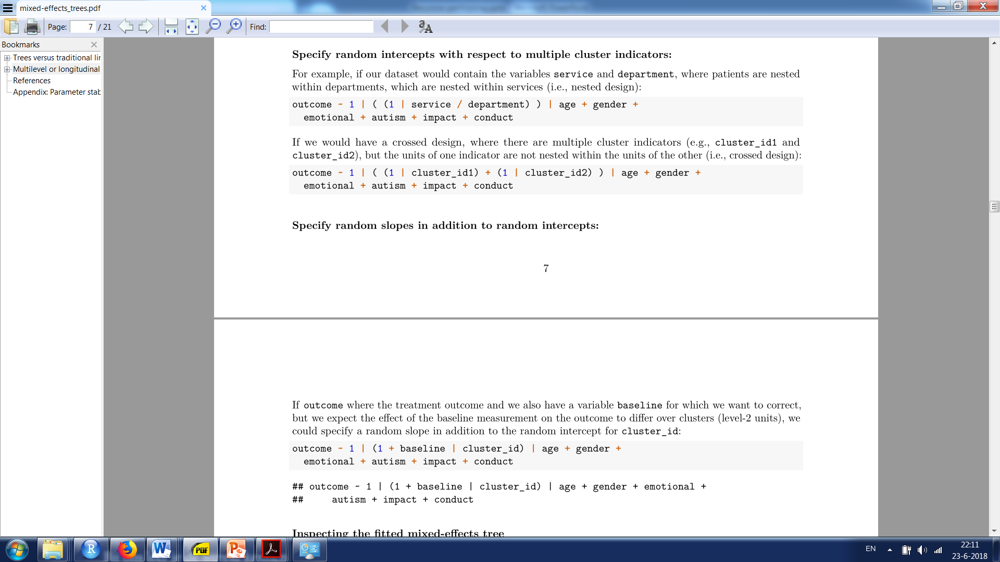 mixed-effects_trees.pdf
Page: 7 / 21
Find:
Bookmarks
Trees versus traditional lir
Multilevel or longitudinal
References
Appendix: Parameter stab
Specify random intercepts with respect to multiple cluster indicators:
For example, if our dataset would contain the variables service and department, where patients are nested
within departments, which are nested within services (i.e., nested design):
outcome ~ 1 | ( (1 | service / department) ) | age + gender +
emotional + autism + impact + conduct
If we would have a crossed design, where there are multiple cluster indicators (e.g., cluster_id1 and
cluster_id2), but the units of one indicator are not nested within the units of the other (i.e., crossed design):
outcome ~ 1 | ( (1 | cluster_id1) + (1 | cluster_id2) ) | age + gender +
emotional + autism + impact + conduct
Specify random slopes in addition to random intercepts:
7
If outcome where the treatment outcome and we also have a variable baseline for which we want to correct,
but we expect the effect of the baseline measurement on the outcome to differ over clusters (level-2 units), we
could specify a random slope in addition to the random intercept for cluster_id:
outcome ~ 1 | (1 + baseline | cluster_id) | age + gender +
emotional + autism + impact + conduct
## outcome ~ 1 | (1 + baseline | cluster_id) | age + gender + emotional +
## autism + impact + conduct
Inspecting the fitted mixed-effects tree
EN
22:11
23-6-2018